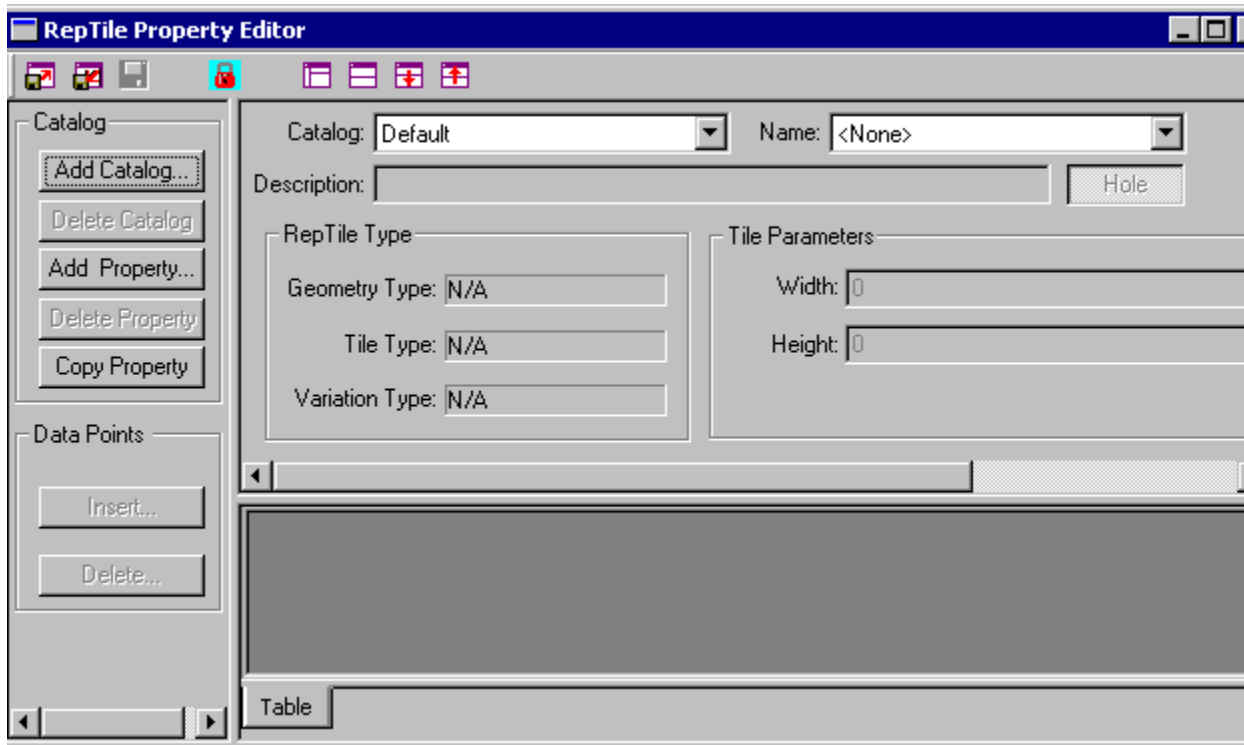 RepTile Property Editor
Catalog
Add Catalog...
Delete Catalog
Add Property...
Delete Property
Copy Property
Data Points
Insert...
Delete...
Catalog: Default Name: <None>
Description: Hole
RepTile Type
Geometry Type: N/A
Tile Type: N/A
Variation Type: N/A
Tile Parameters
Width: 0
Height: 0
Table